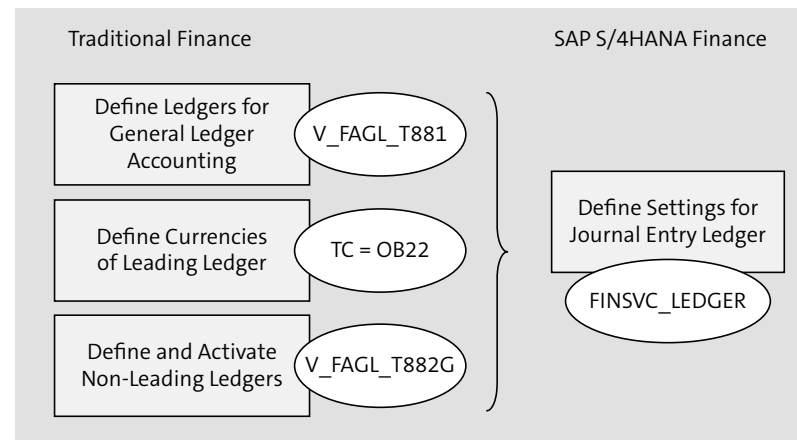 Traditional Finance
SAP S/4HANA Finance
Define Ledgers for
General Ledger
Accounting
V_FAGL_T881
Define Currencies
of Leading Ledger
TC = OB22
Define and Activate
Non-Leading Ledgers
V_FAGL_T882G
Define Settings for
Journal Entry Ledger
FINSVC_LEDGER